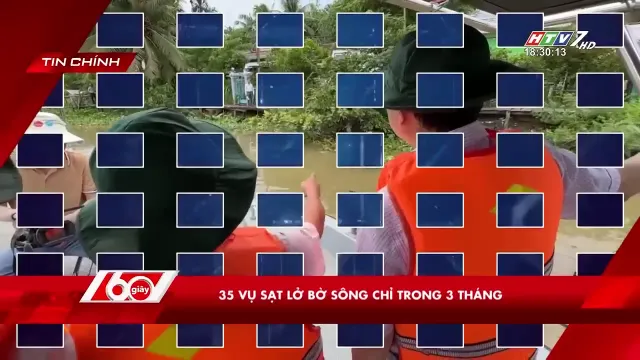 HTV7 HD
18:30:13
TIN CHÍNH
60 giây
35 VỤ SẠT LỞ BỜ SÔNG CHỈ TRONG 3 THÁNG